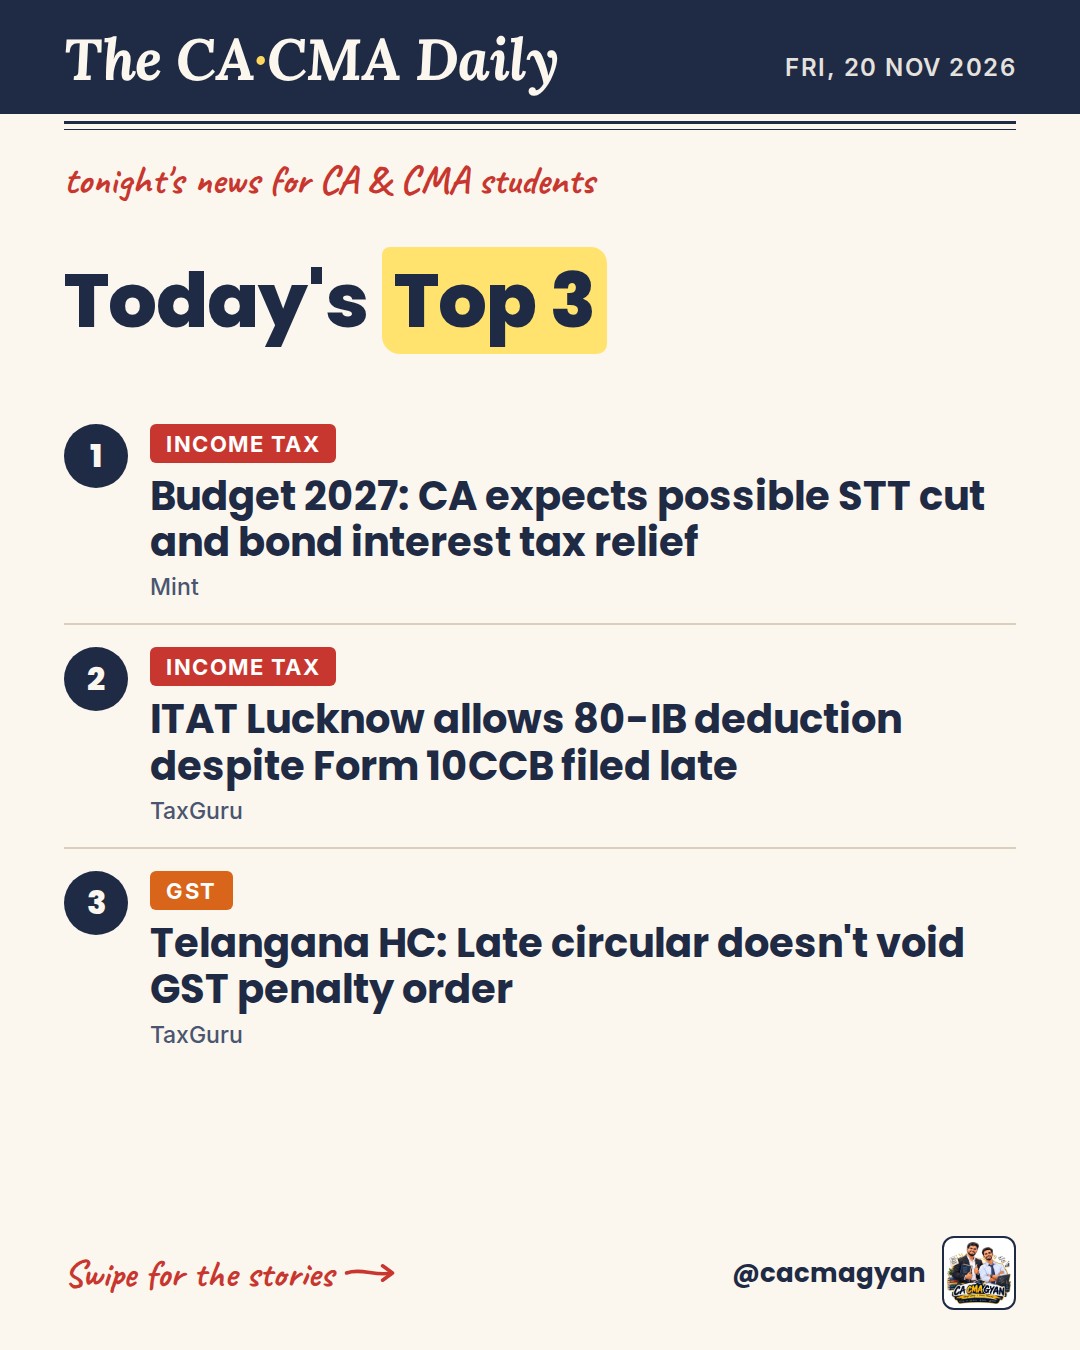 The CA·CMA Daily
FRI, 20 NOV 2026
tonight's news for CA & CMA students
Today's Top 3
1
INCOME TAX
Budget 2027: CA expects possible STT cut
and bond interest tax relief
Mint
2
INCOME TAX
ITAT Lucknow allows 80-IB deduction
despite Form 10CCB filed late
TaxGuru
3
GST
Telangana HC: Late circular doesn't void
GST penalty order
TaxGuru
Swipe for the stories
@cacmagyan
CA CMA GYAN